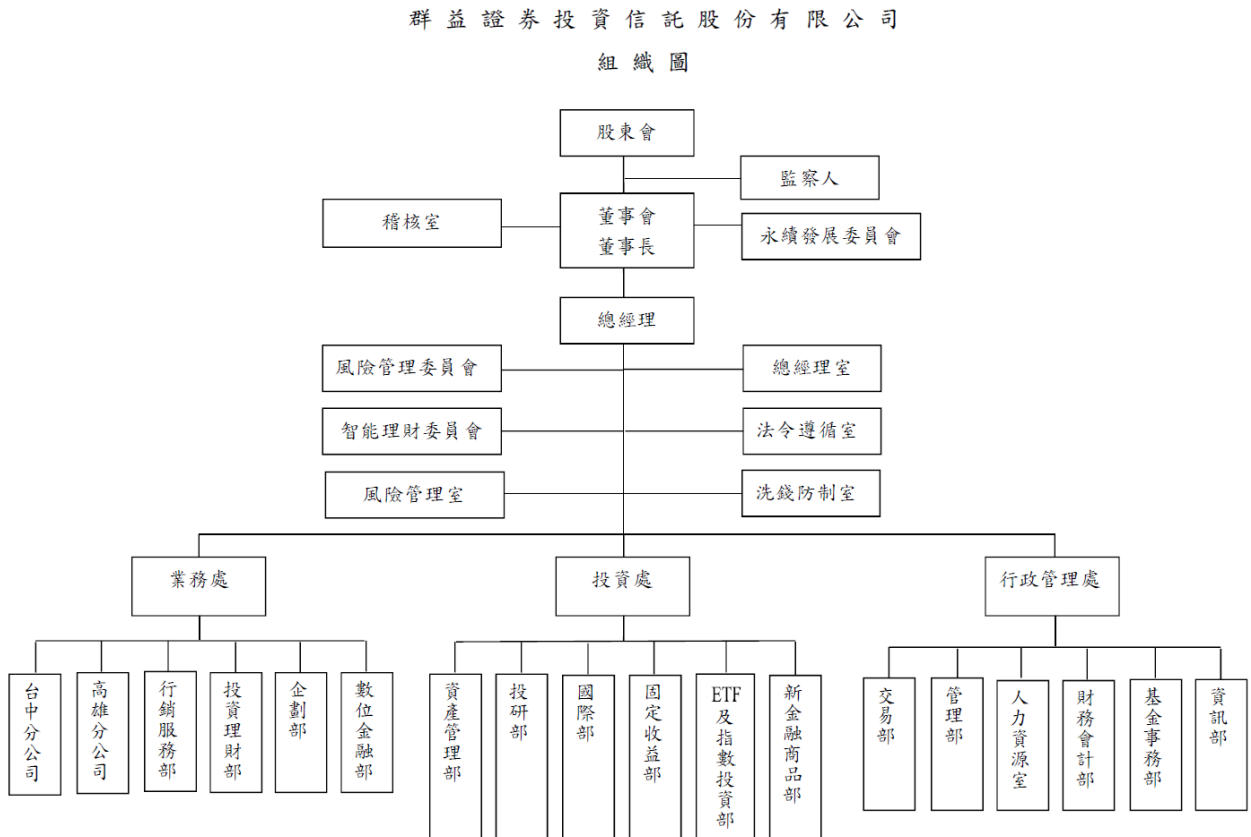 群益證券投資信託股份有限公司
組織圖
股東會
監察人
稽核室
董事會
董事長
永續發展委員會
總經理
風險管理委員會
總經理室
智能理財委員會
法令遵循室
風險管理室
洗錢防制室
業務處
投資處
行政管理處
台中分公司
高雄分公司
行銷服務部
投資理財部
企劃部
數位金融部
資產管理部
投研部
國際部
固定收益部
ETF及指數投資部
新金融商品部
交易部
管理部
人力資源室
財務會計部
基金事務部
資訊部